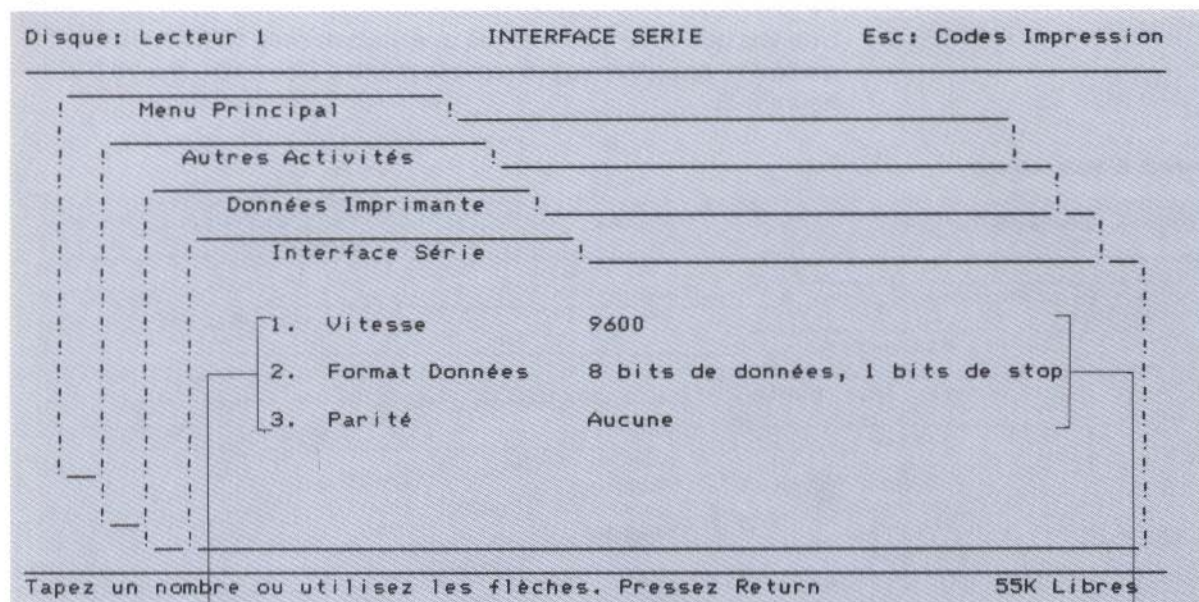 Disque: Lecteur 1 INTERFACE SERIE Esc: Codes Impression
Menu Principal
Autres Activités
Données Imprimante
Interface Série
1. Vitesse 9600
2. Format Données 8 bits de données, 1 bits de stop
3. Parité Aucune
Tapez un nombre ou utilisez les flèches. Pressez Return 55K Libres